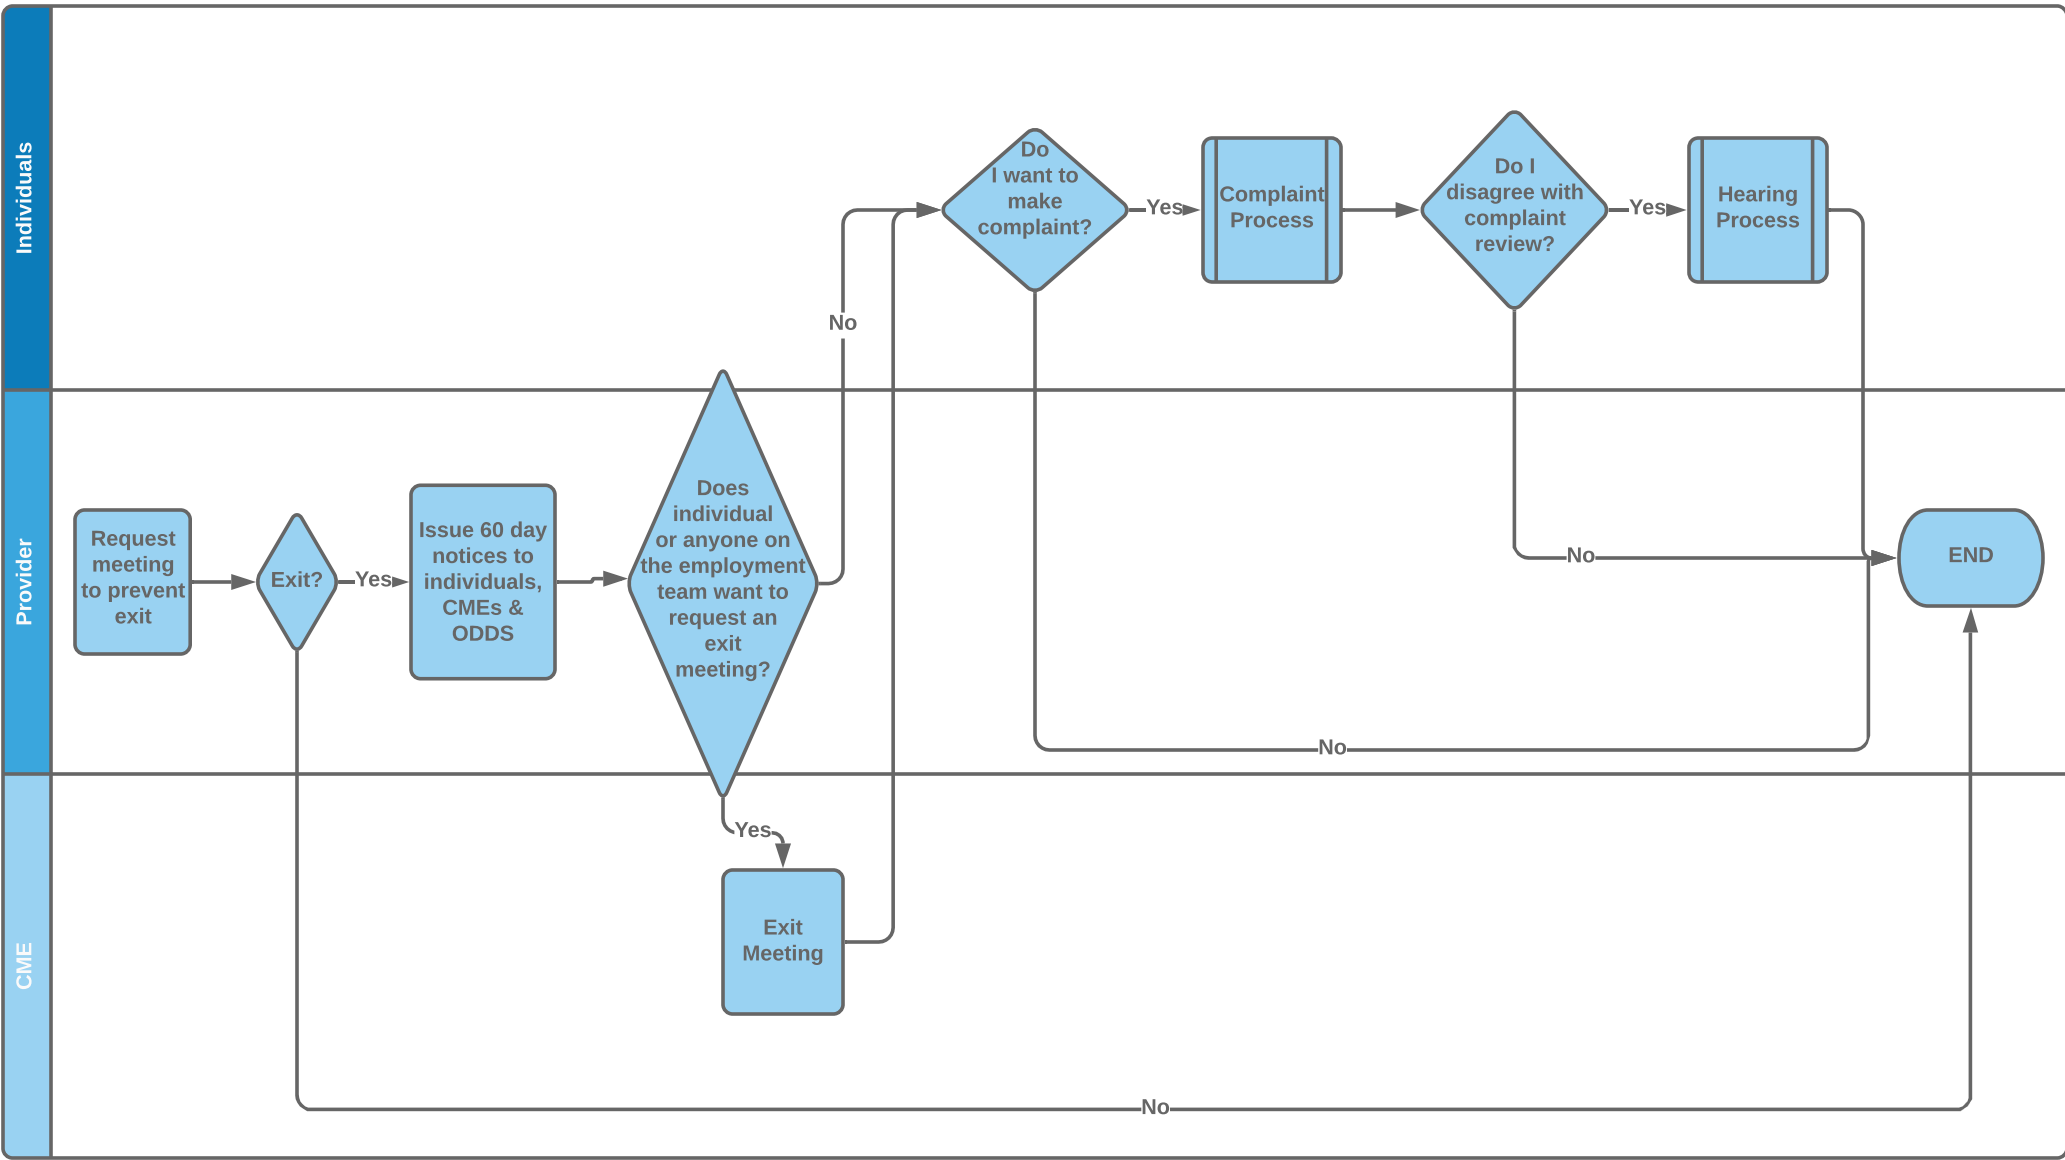 Individuals
Do
I want to
make
complaint?
Yes
Complaint
Process
Do I
disagree with
complaint
review?
Yes
Hearing
Process
No
Provider
Request
meeting
to prevent
exit
Exit?
Yes
Issue 60 day
notices to
individuals,
CMEs &
ODDS
Does
individual
or anyone on
the employment
team want to
request an
exit
meeting?
No
END
No
CME
Yes
Exit
Meeting
No